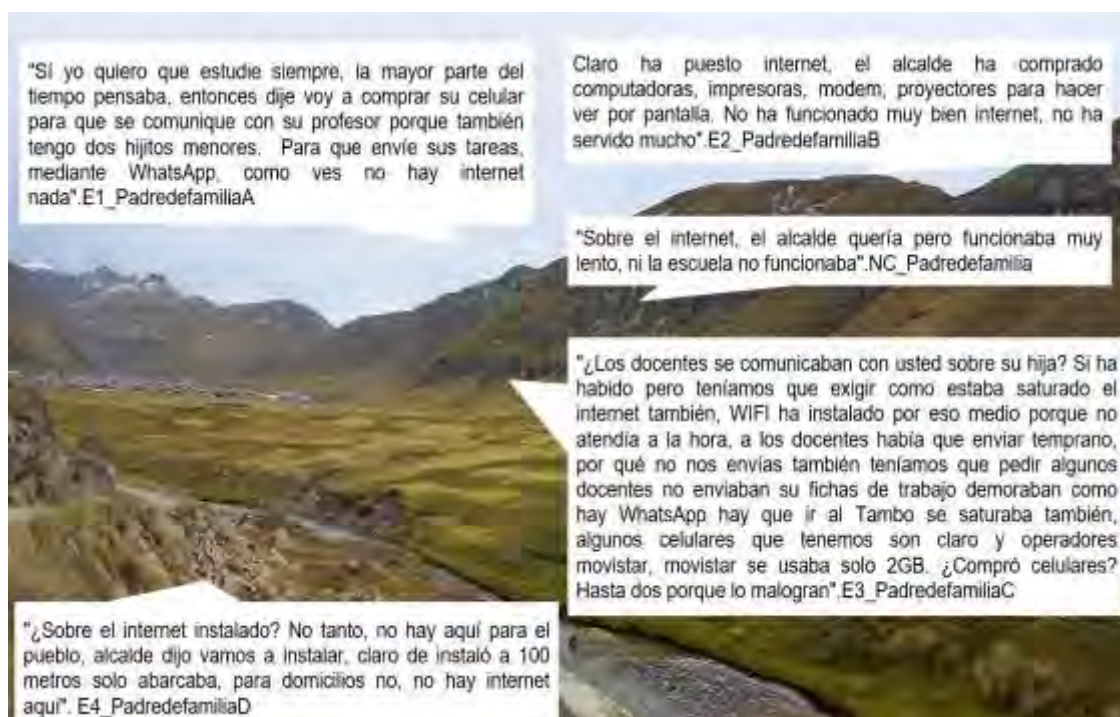 "Sí yo quiero que estudie siempre, la mayor parte del
tiempo pensaba, entonces dije voy a comprar su celular
para que se comunique con su profesor porque también
tengo dos hijitos menores. Para que envíe sus tareas,
mediante WhatsApp, como ves no hay internet
nada".E1_PadredefamiliaA
Claro ha puesto internet, el alcalde ha comprado
computadoras, impresoras, modem, proyectores para hacer
ver por pantalla. No ha funcionado muy bien internet, no ha
servido mucho".E2_PadredefamiliaB
"Sobre el internet, el alcalde quería pero funcionaba muy
lento, ni la escuela no funcionaba".NC_Padredefamilia
"¿Los docentes se comunicaban con usted sobre su hija? Si ha
habido pero teníamos que exigir como estaba saturado el
internet también, WIFI ha instalado por eso medio porque no
atendía a la hora, a los docentes había que enviar temprano,
por qué no nos envías también teníamos que pedir algunos
docentes no enviaban su fichas de trabajo demoraban como
hay WhatsApp hay que ir al Tambo se saturaba también,
algunos celulares que tenemos son claro y operadores
movistar, movistar se usaba solo 2GB. ¿Compró celulares?
Hasta dos porque lo malogran".E3_PadredefamiliaC
"¿Sobre el internet instalado? No tanto, no hay aquí para el
pueblo, alcalde dijo vamos a instalar, claro de instaló a 100
metros solo abarcaba, para domicilios no, no hay internet
aquí". E4_PadredefamiliaD